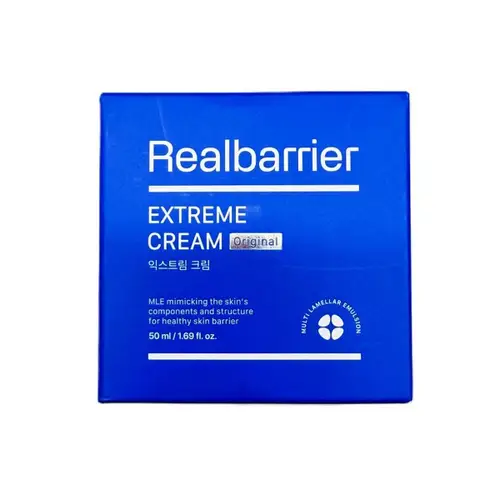 Realbarrier
EXTREME
CREAM Original
익스트림 크림
MLE mimicking the skin's
components and structure
for healthy skin barrier
50 ml / 1.69 fl. oz.
MULTI LAMELLAR EMULSION